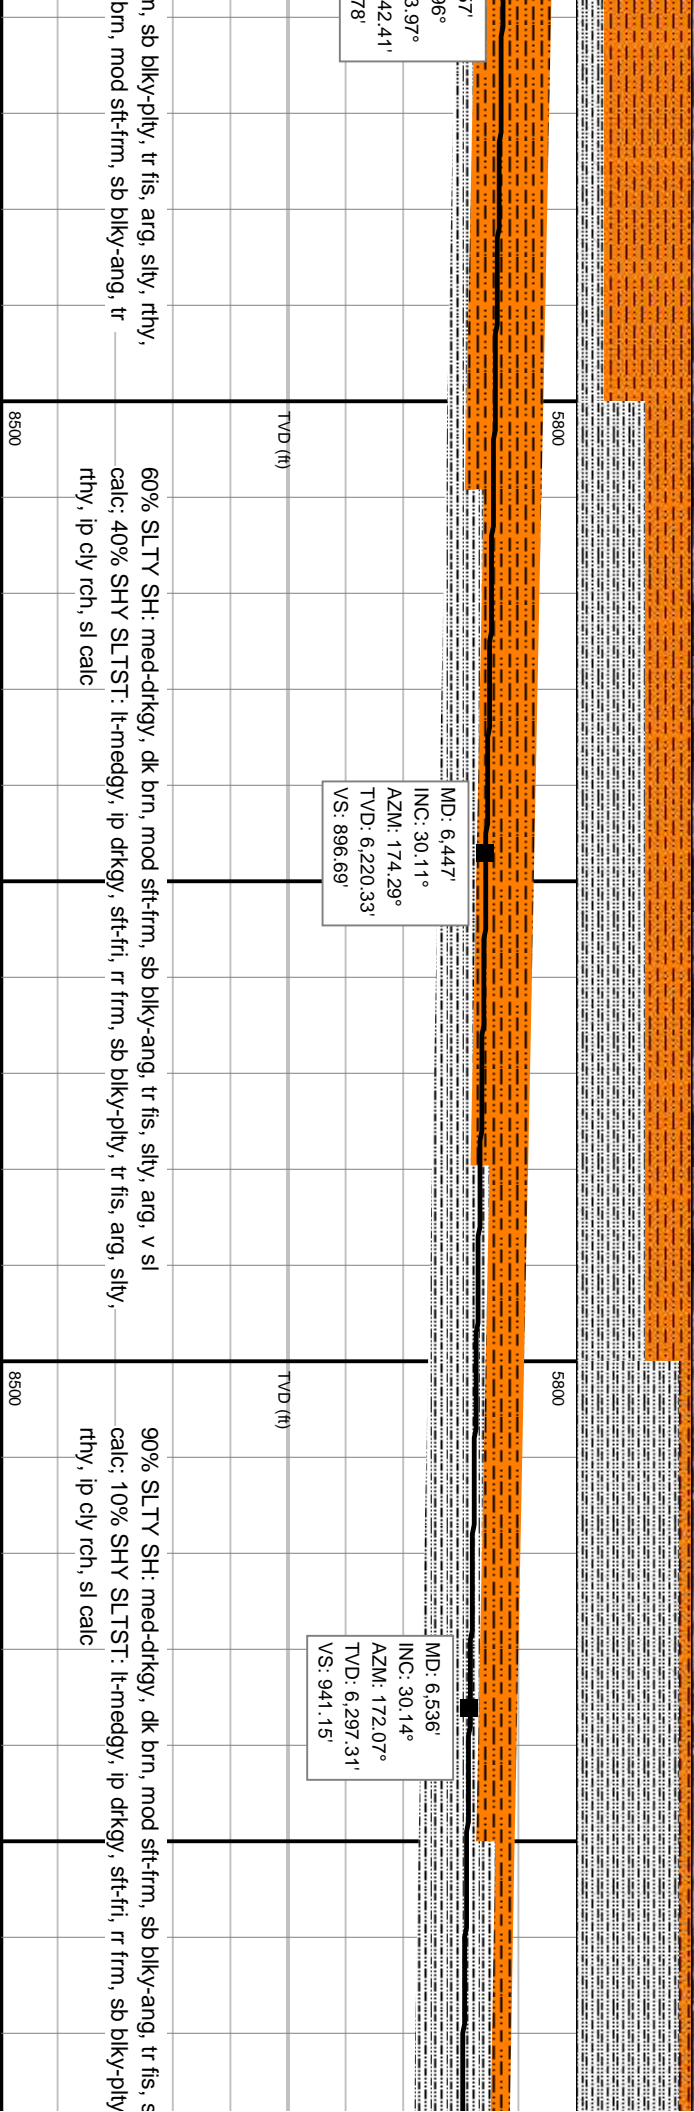 57'
96°
3.97°
42.41'
78'
m, sb blky-plty, tr fis, arg, slty, rthy,
brn, mod sft-frm, sb blky-ang, tr
5800
TVD (ft)
8500
60% SLTY SH: med-drkgy, dk brn, mod sft-frm, sb blky-ang, tr fis, slty, arg, v sl
calc; 40% SHY SLTST: lt-medgy, ip drkgy, sft-fri, rr frm, sb blky-plty, tr fis, arg, slty,
rthy, ip cly rch, sl calc
MD: 6,447'
INC: 30.11°
AZM: 174.29°
TVD: 6,220.33'
VS: 896.69'
5800
TVD (ft)
8500
90% SLTY SH: med-drkgy, dk brn, mod sft-frm, sb blky-ang, tr fis, s
calc; 10% SHY SLTST: lt-medgy, ip drkgy, sft-fri, rr frm, sb blky-plty
rthy, ip cly rch, sl calc
MD: 6,536'
INC: 30.14°
AZM: 172.07°
TVD: 6,297.31'
VS: 941.15'